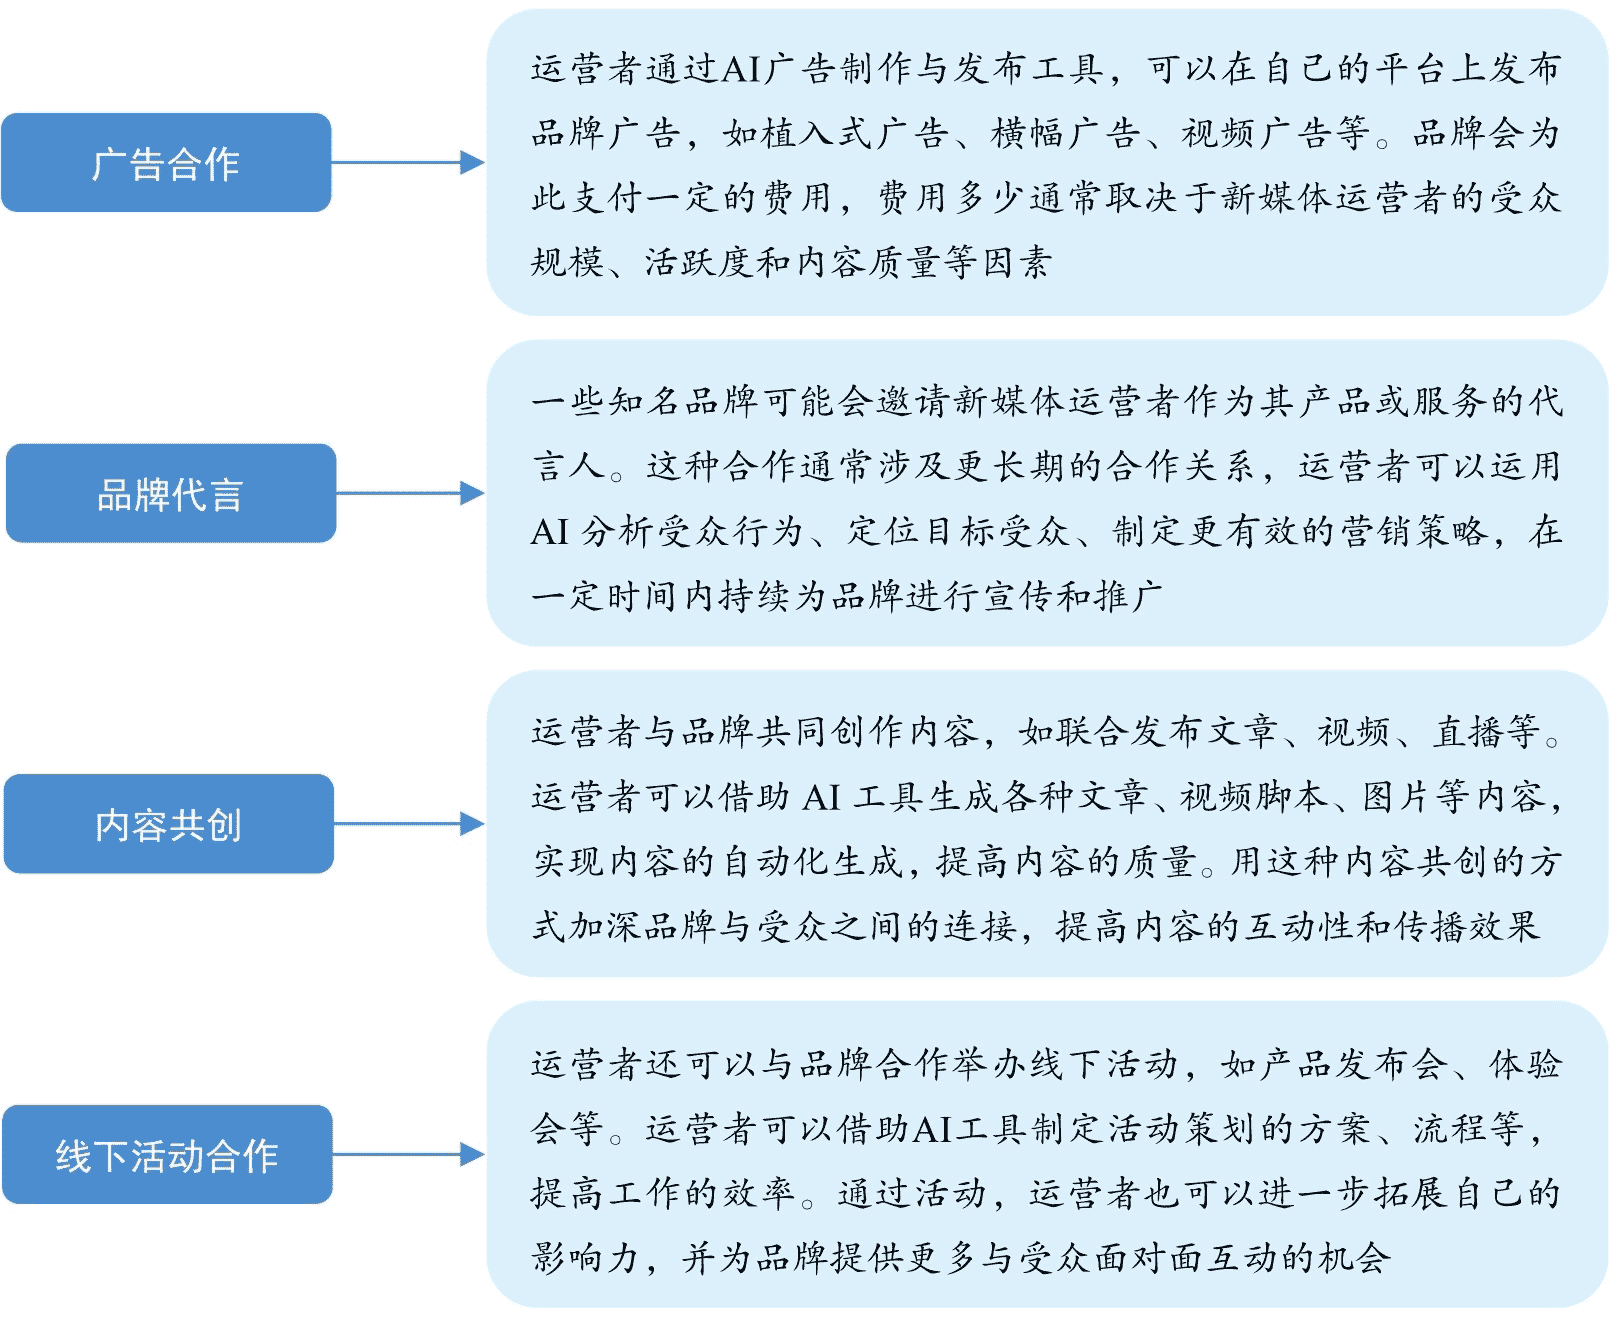 广告合作
运营者通过AI广告制作与发布工具，可以在自己的平台上发布
品牌广告，如植入式广告、横幅广告、视频广告等。品牌会为
此支付一定的费用，费用多少通常取决于新媒体运营者的受众
规模、活跃度和内容质量等因素
品牌代言
一些知名品牌可能会邀请新媒体运营者作为其产品或服务的代
言人。这种合作通常涉及更长期的合作关系，运营者可以运用
AI 分析受众行为、定位目标受众、制定更有效的营销策略，在
一定时间内持续为品牌进行宣传和推广
内容共创
运营者与品牌共同创作内容，如联合发布文章、视频、直播等。
运营者可以借助 AI 工具生成各种文章、视频脚本、图片等内容，
实现内容的自动化生成，提高内容的质量。用这种内容共创的方
式加深品牌与受众之间的连接，提高内容的互动性和传播效果
线下活动合作
运营者还可以与品牌合作举办线下活动，如产品发布会、体验
会等。运营者可以借助AI工具制定活动策划的方案、流程等，
提高工作的效率。通过活动，运营者也可以进一步拓展自己的
影响力，并为品牌提供更多与受众面对面互动的机会